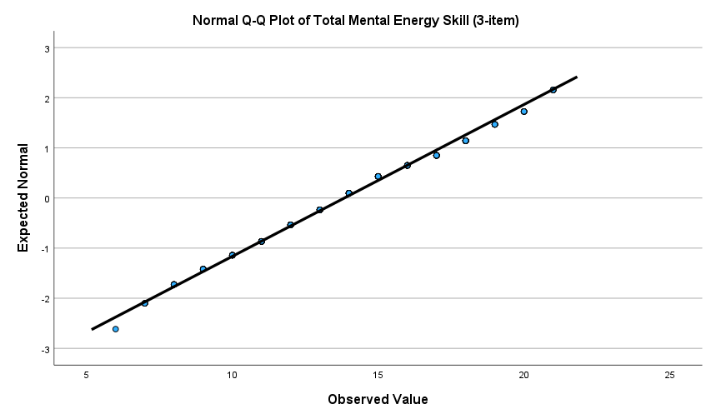 Normal Q-Q Plot of Total Mental Energy Skill (3-item)
3
2
1
0
-1
-2
-3
Expected Normal
5 10 15 20 25
Observed Value